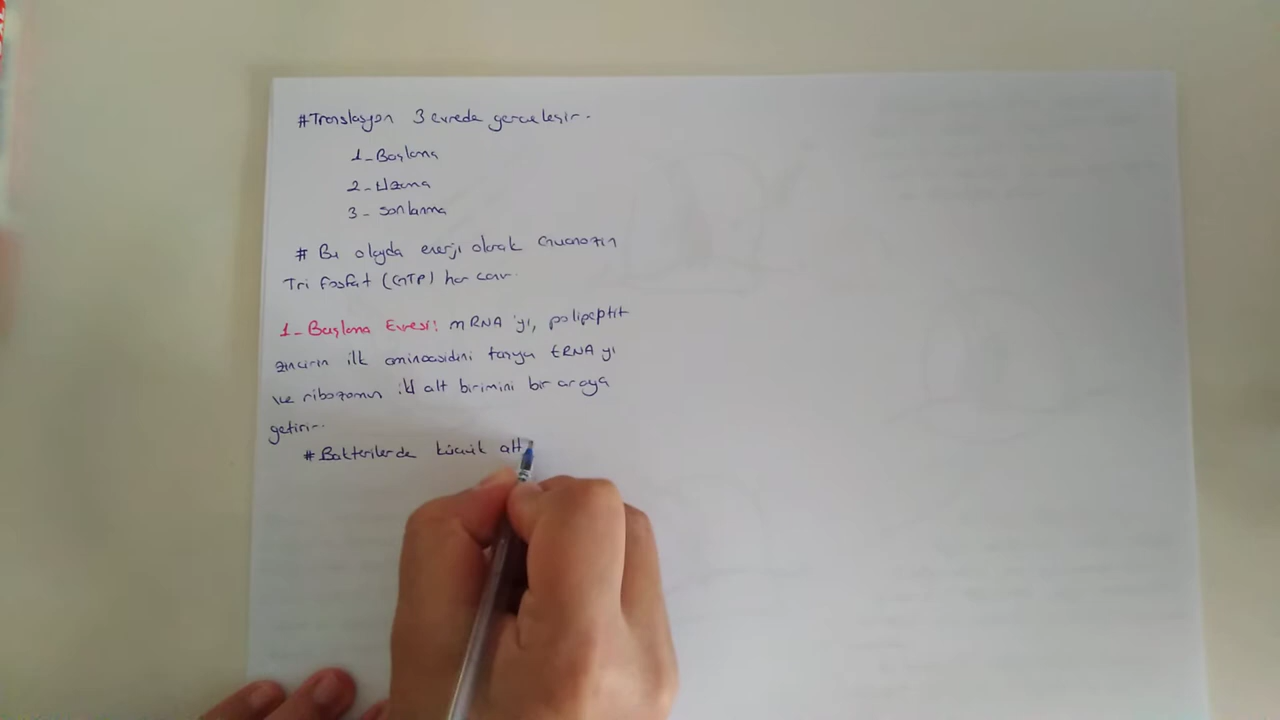 #Translasyon 3 evrede gerçekleşir.
1-Başlama
2-Uzama
3-Sonlanma
# Bu olayda enerji olarak Guanozin
Tri fosfat (GTP) harcanır.
1-Başlama Evresi: mRNA'yı, polipeptit
zincirin ilk aminoasidini taşıyan tRNA yı
ve ribozomun iki alt birimini bir araya
getirir.
#Bakterilerde küçük alt